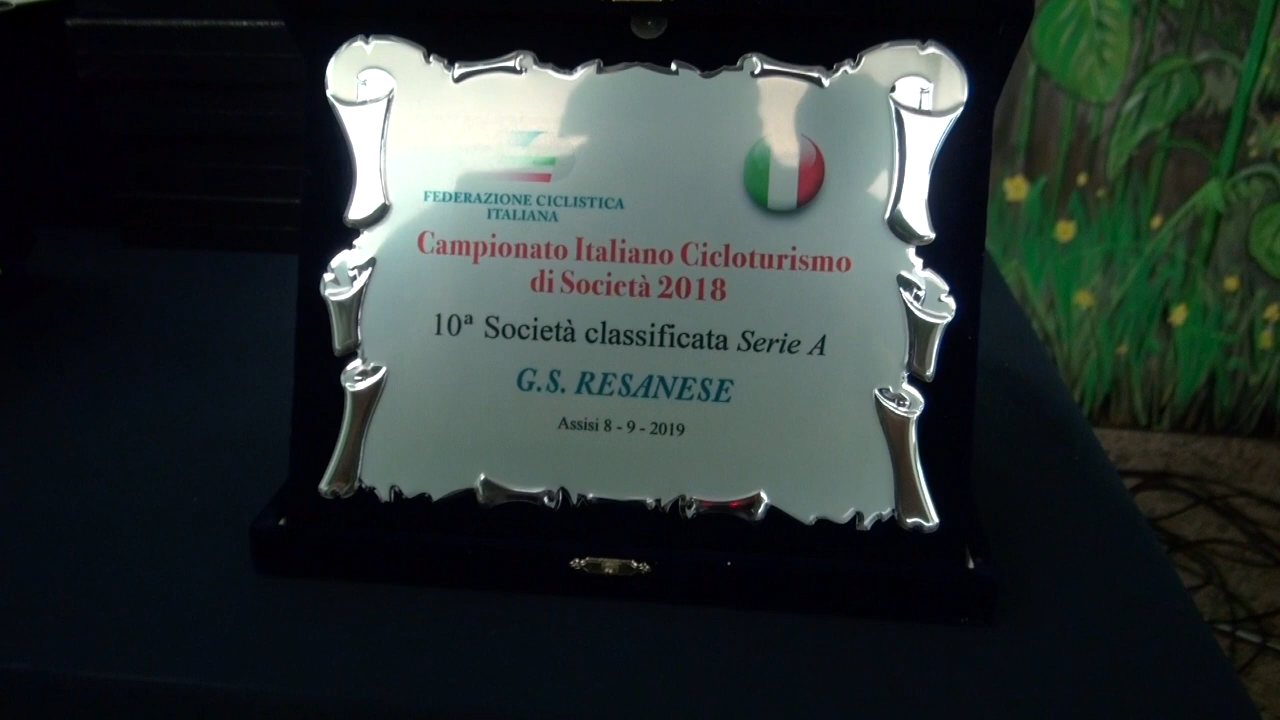 FEDERAZIONE CICLISTICA
ITALIANA
Campionato Italiano Cicloturismo
di Società 2018
10ª Società classificata Serie A
G.S. RESANESE
Assisi 8 - 9 - 2019